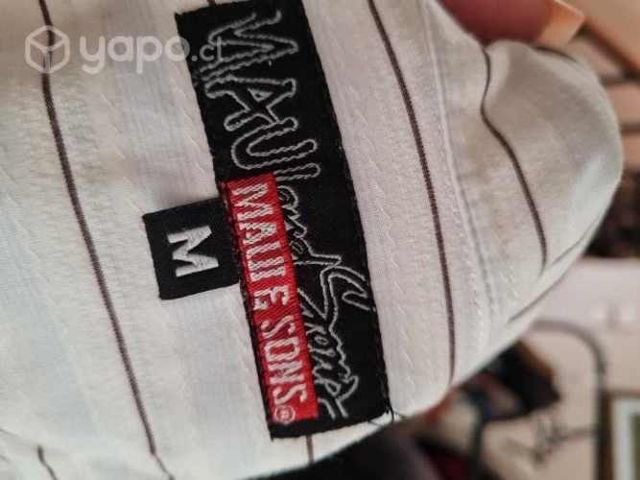 yapo.cl
MAUI and Sons
MAUI & SONS®
M